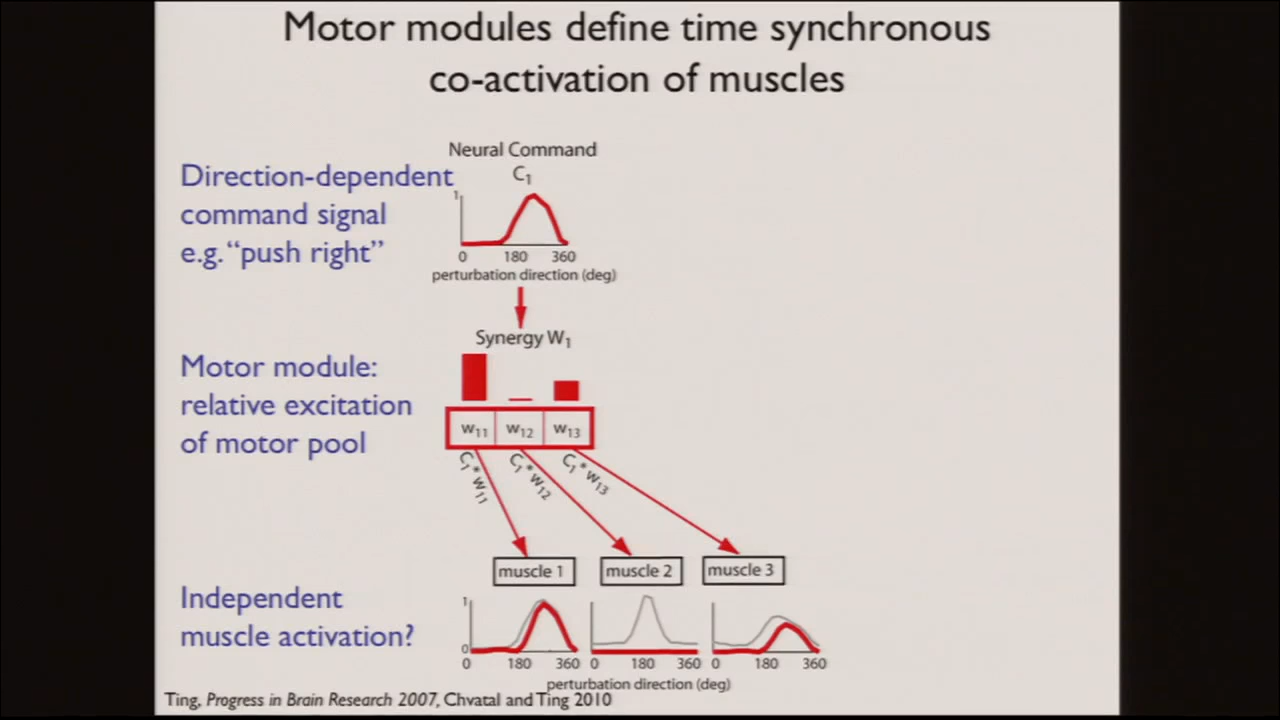 Motor modules define time synchronous
co-activation of muscles
Neural Command
C1
Direction-dependent
command signal
e.g. "push right"
1
0 180 360
perturbation direction (deg)
Synergy W1
Motor module:
relative excitation
of motor pool
w11 w12 w13
C1*w11 C1*w12 C1*w13
muscle 1 muscle 2 muscle 3
Independent
muscle activation?
1
0
0 180 360 0 180 360 0 180 360
perturbation direction (deg)
Ting, Progress in Brain Research 2007, Chvatal and Ting 2010